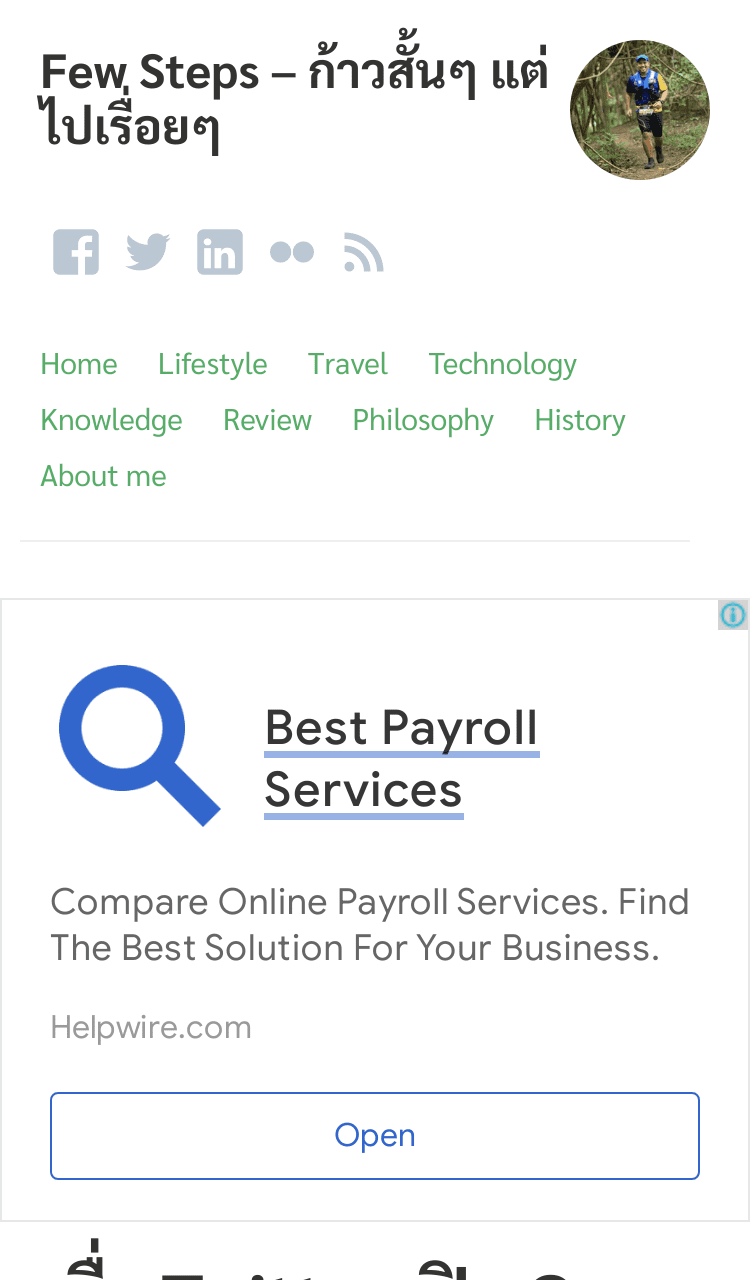 Few Steps – ก้าวสั้นๆ แต่
ไปเรื่อยๆ
Home Lifestyle Travel Technology
Knowledge Review Philosophy History
About me
Best Payroll
Services
Compare Online Payroll Services. Find
The Best Solution For Your Business.
Helpwire.com
Open